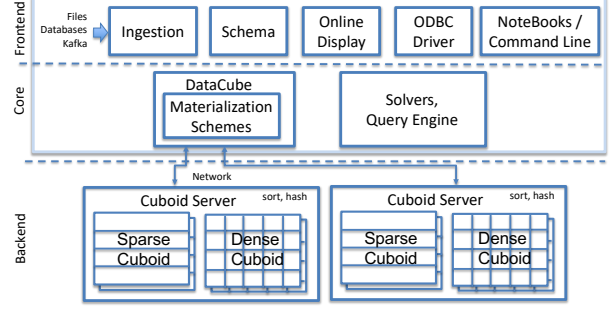 Frontend
Files
Databases
Kafka
Ingestion
Schema
Online
Display
ODBC
Driver
NoteBooks /
Command Line
Core
DataCube
Materialization
Schemes
Solvers,
Query Engine
Network
Backend
Cuboid Server
sort, hash
Sparse
Cuboid
Dense
Cuboid
Cuboid Server
sort, hash
Sparse
Cuboid
Dense
Cuboid